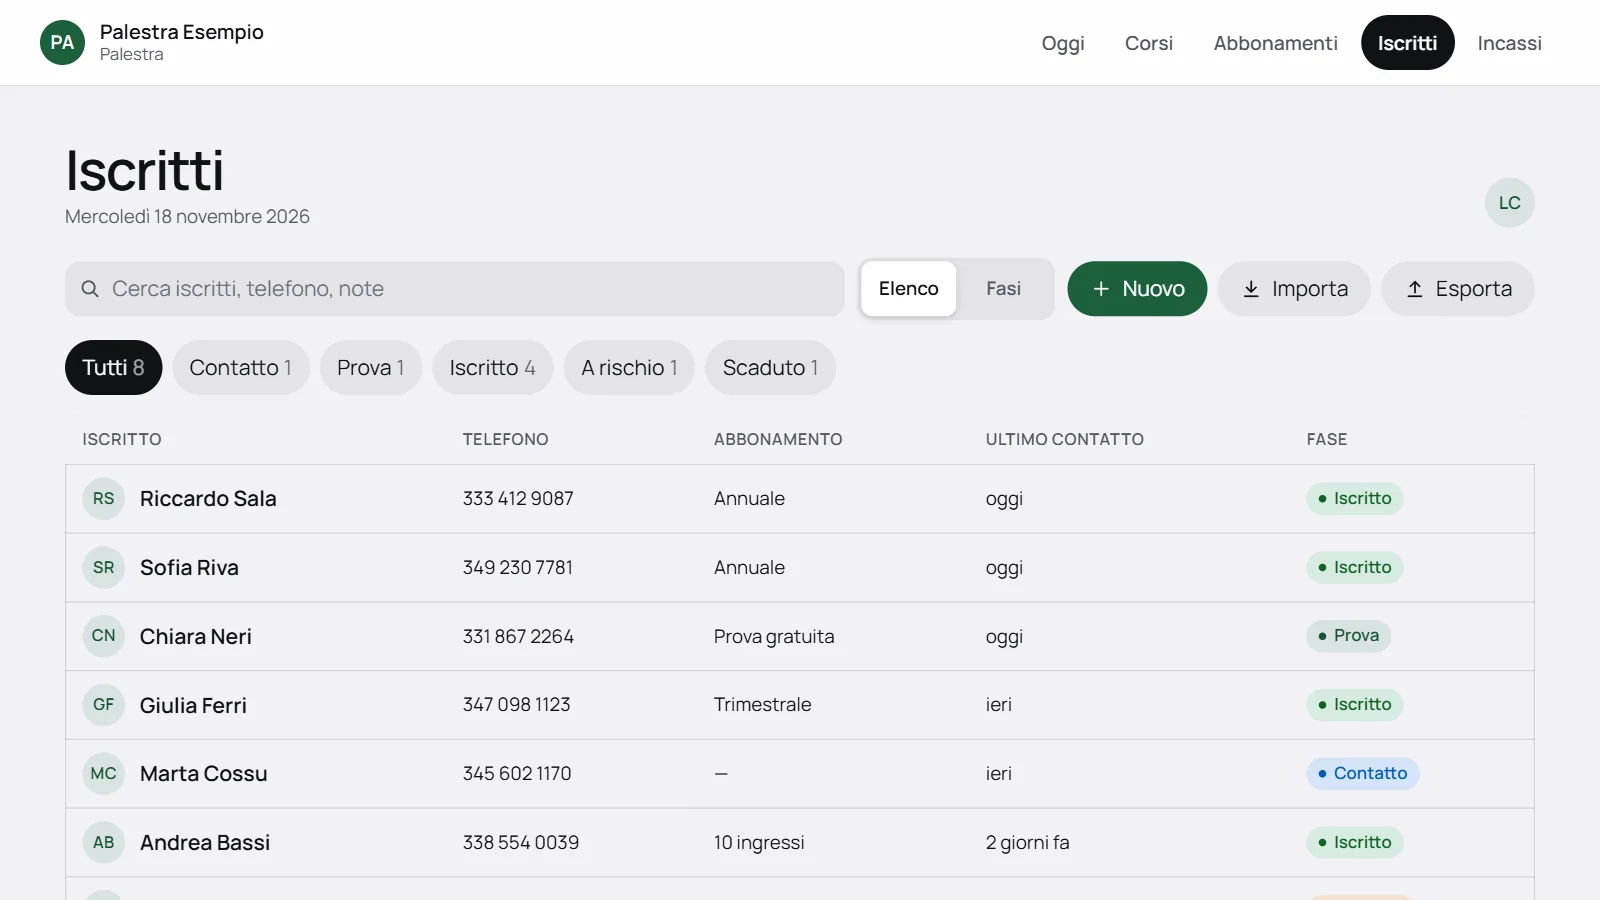 PA
Palestra Esempio
Palestra
Oggi Corsi Abbonamenti Iscritti Incassi
Iscritti
Mercoledì 18 novembre 2026
LC
Cerca iscritti, telefono, note
Elenco Fasi
+ Nuovo
Importa
Esporta
Tutti 8 Contatto 1 Prova 1 Iscritto 4 A rischio 1 Scaduto 1
ISCRITTO TELEFONO ABBONAMENTO ULTIMO CONTATTO FASE
RS Riccardo Sala 333 412 9087 Annuale oggi Iscritto
SR Sofia Riva 349 230 7781 Annuale oggi Iscritto
CN Chiara Neri 331 867 2264 Prova gratuita oggi Prova
GF Giulia Ferri 347 098 1123 Trimestrale ieri Iscritto
MC Marta Cossu 345 602 1170 — ieri Contatto
AB Andrea Bassi 338 554 0039 10 ingressi 2 giorni fa Iscritto